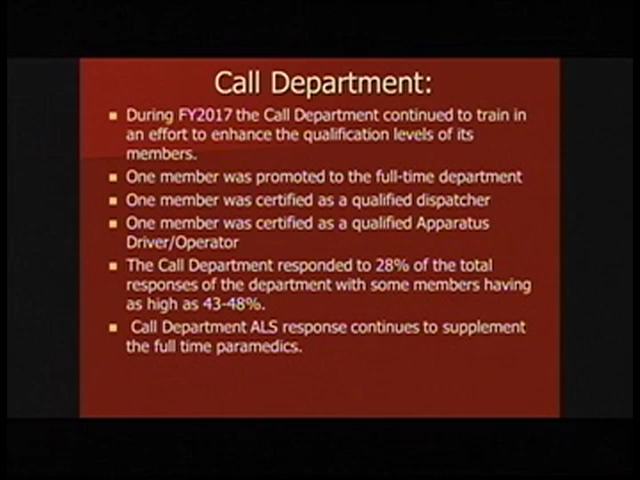 Call Department:
During FY2017 the Call Department continued to train in
an effort to enhance the qualification levels of its
members.
One member was promoted to the full-time department
One member was certified as a qualified dispatcher
One member was certified as a qualified Apparatus
Driver/Operator
The Call Department responded to 28% of the total
responses of the department with some members having
as high as 43-48%.
Call Department ALS response continues to supplement
the full time paramedics.